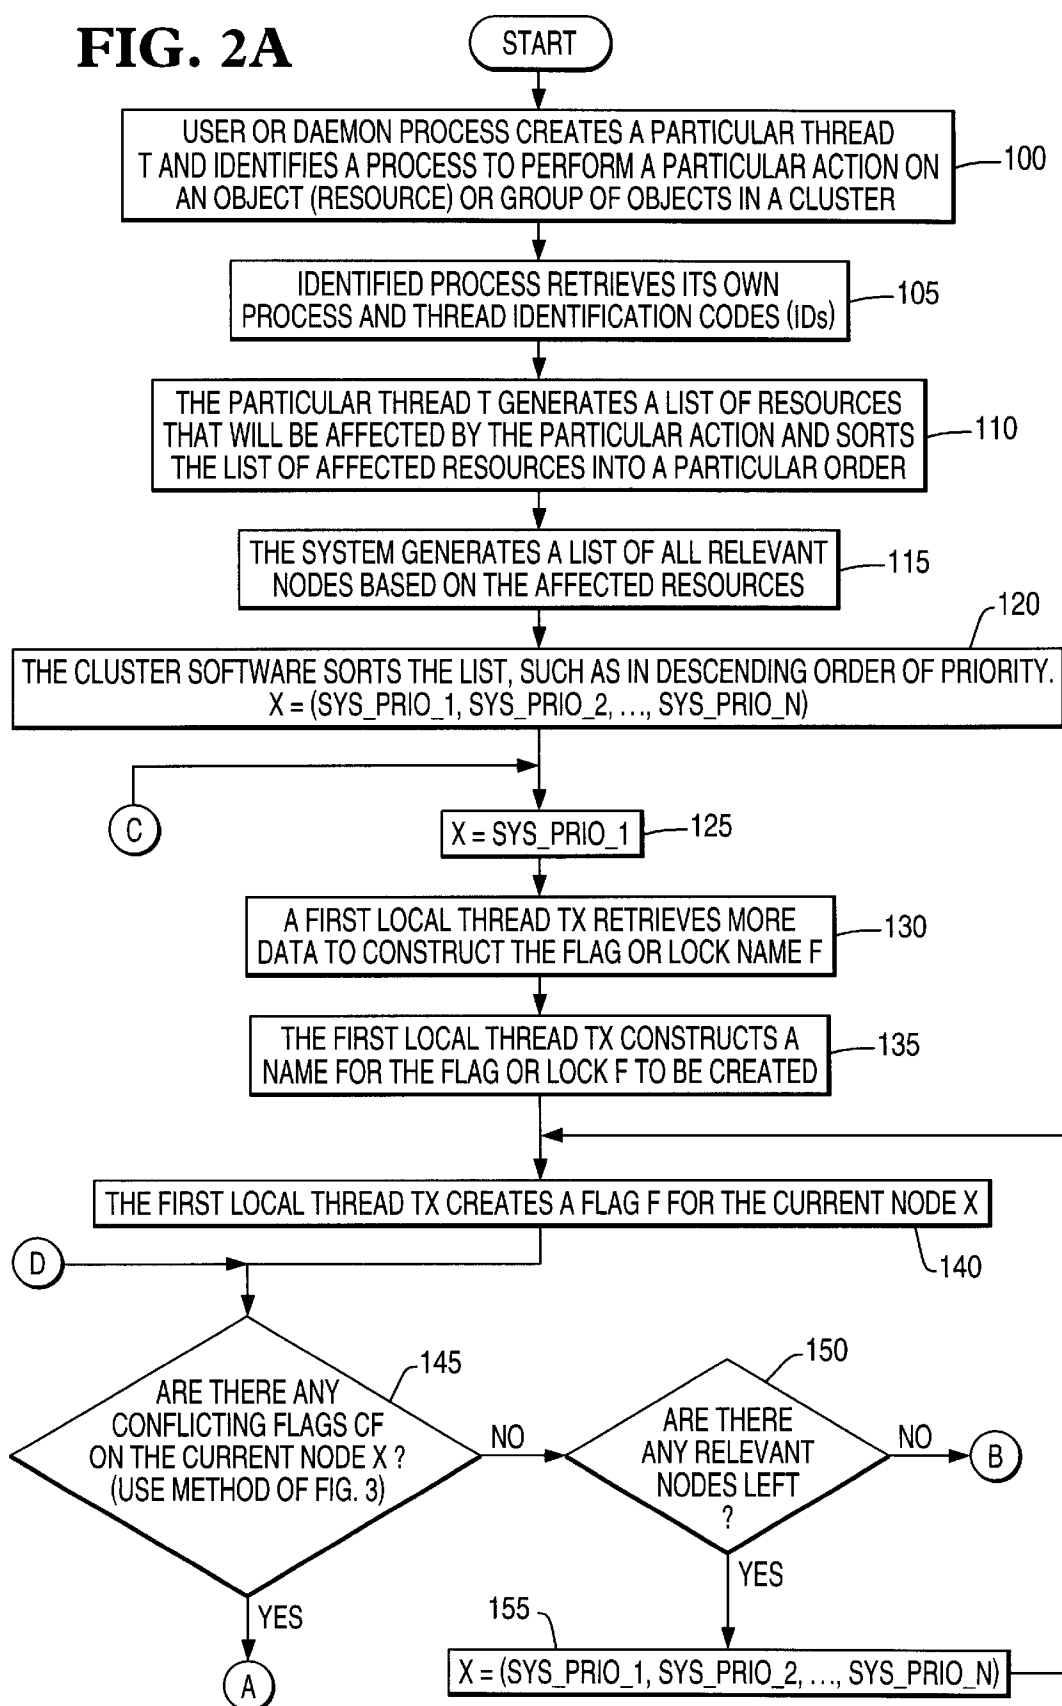 FIG. 2A
START
USER OR DAEMON PROCESS CREATES A PARTICULAR THREAD
T AND IDENTIFIES A PROCESS TO PERFORM A PARTICULAR ACTION ON
AN OBJECT (RESOURCE) OR GROUP OF OBJECTS IN A CLUSTER
100
IDENTIFIED PROCESS RETRIEVES ITS OWN
PROCESS AND THREAD IDENTIFICATION CODES (IDs)
105
THE PARTICULAR THREAD T GENERATES A LIST OF RESOURCES
THAT WILL BE AFFECTED BY THE PARTICULAR ACTION AND SORTS
THE LIST OF AFFECTED RESOURCES INTO A PARTICULAR ORDER
110
THE SYSTEM GENERATES A LIST OF ALL RELEVANT
NODES BASED ON THE AFFECTED RESOURCES
115
120
THE CLUSTER SOFTWARE SORTS THE LIST, SUCH AS IN DESCENDING ORDER OF PRIORITY.
X = (SYS_PRIO_1, SYS_PRIO_2, ..., SYS_PRIO_N)
C
X = SYS_PRIO_1
125
A FIRST LOCAL THREAD TX RETRIEVES MORE
DATA TO CONSTRUCT THE FLAG OR LOCK NAME F
130
THE FIRST LOCAL THREAD TX CONSTRUCTS A
NAME FOR THE FLAG OR LOCK F TO BE CREATED
135
THE FIRST LOCAL THREAD TX CREATES A FLAG F FOR THE CURRENT NODE X
140
D
ARE THERE ANY
CONFLICTING FLAGS CF
ON THE CURRENT NODE X ?
(USE METHOD OF FIG. 3)
145
NO
YES
A
ARE THERE
ANY RELEVANT
NODES LEFT
?
150
NO
B
YES
155
X = (SYS_PRIO_1, SYS_PRIO_2, ..., SYS_PRIO_N)